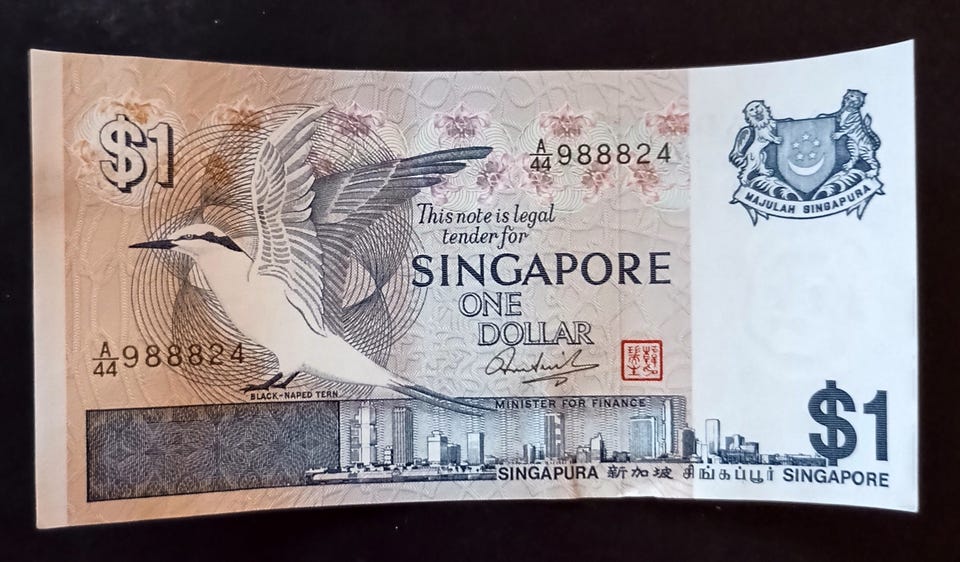 $1
A/44 988824
MAJULAH SINGAPURA
This note is legal
tender for
SINGAPORE
ONE
DOLLAR
A/44 988824
BLACK-NAPED TERN
MINISTER FOR FINANCE
$1
SINGAPURA 新加坡 சிங்கப்பூர் SINGAPORE